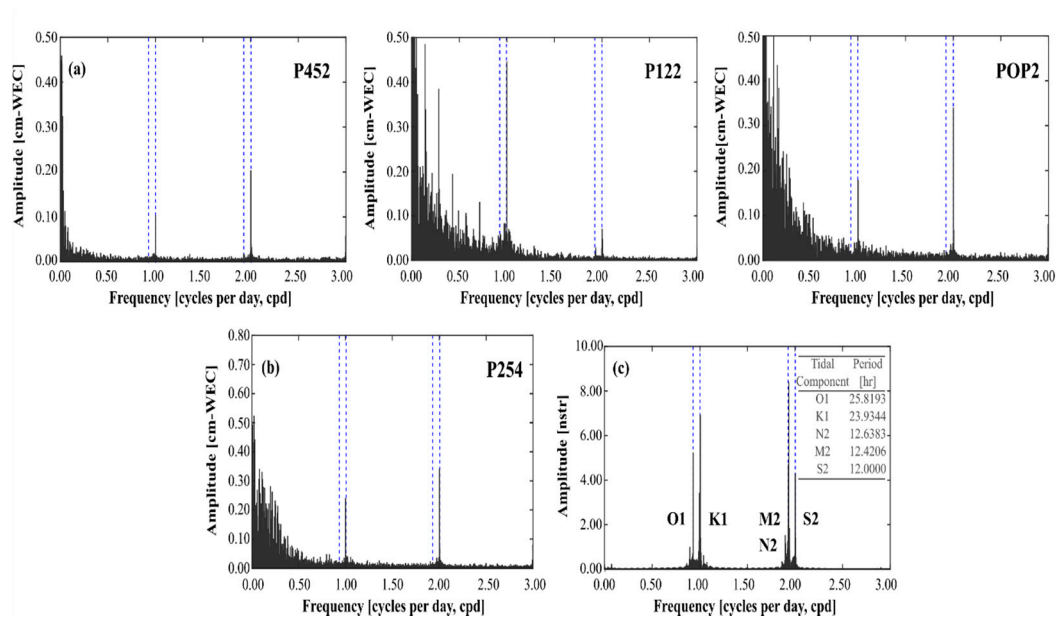 (a)
P452
Amplitude [cm-WEC]
0.50
0.40
0.30
0.20
0.10
0.00
0.00 0.50 1.00 1.50 2.00 2.50 3.00
Frequency [cycles per day, cpd]
P122
Amplitude [cm-WEC]
0.50
0.40
0.30
0.20
0.10
0.00
0.00 0.50 1.00 1.50 2.00 2.50 3.00
Frequency [cycles per day, cpd]
POP2
Amplitude[cm-WEC]
0.50
0.40
0.30
0.20
0.10
0.00
0.00 0.50 1.00 1.50 2.00 2.50 3.00
Frequency [cycles per day, cpd]
(b)
P254
Amplitude [cm-WEC]
0.80
0.70
0.60
0.50
0.40
0.30
0.20
0.10
0.00
0.00 0.50 1.00 1.50 2.00 2.50 3.00
Frequency [cycles per day, cpd]
(c)
Amplitude [nstr]
10.00
8.00
6.00
4.00
2.00
0.00
Tidal Period
Component [hr]
O1 25.8193
K1 23.9344
N2 12.6383
M2 12.4206
S2 12.0000
O1 K1 M2 S2
N2
0.00 0.50 1.00 1.50 2.00 2.50 3.00
Frequency [cycles per day, cpd]